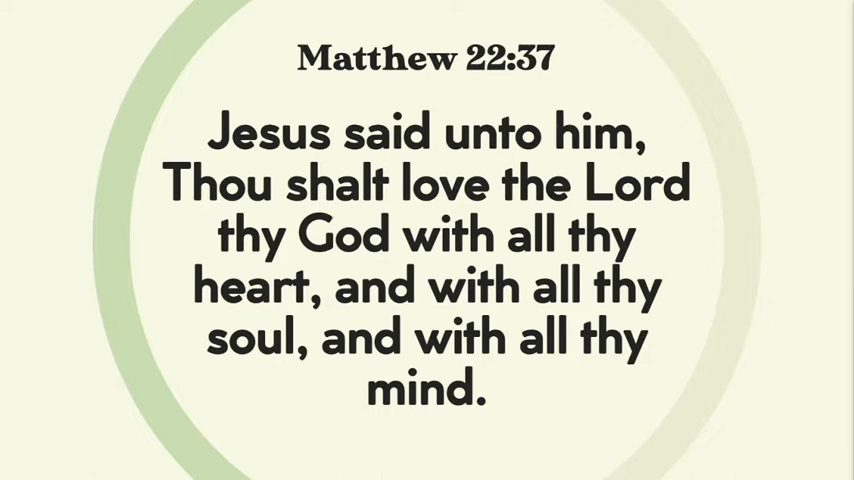 Matthew 22:37
Jesus said unto him,
Thou shalt love the Lord
thy God with all thy
heart, and with all thy
soul, and with all thy
mind.